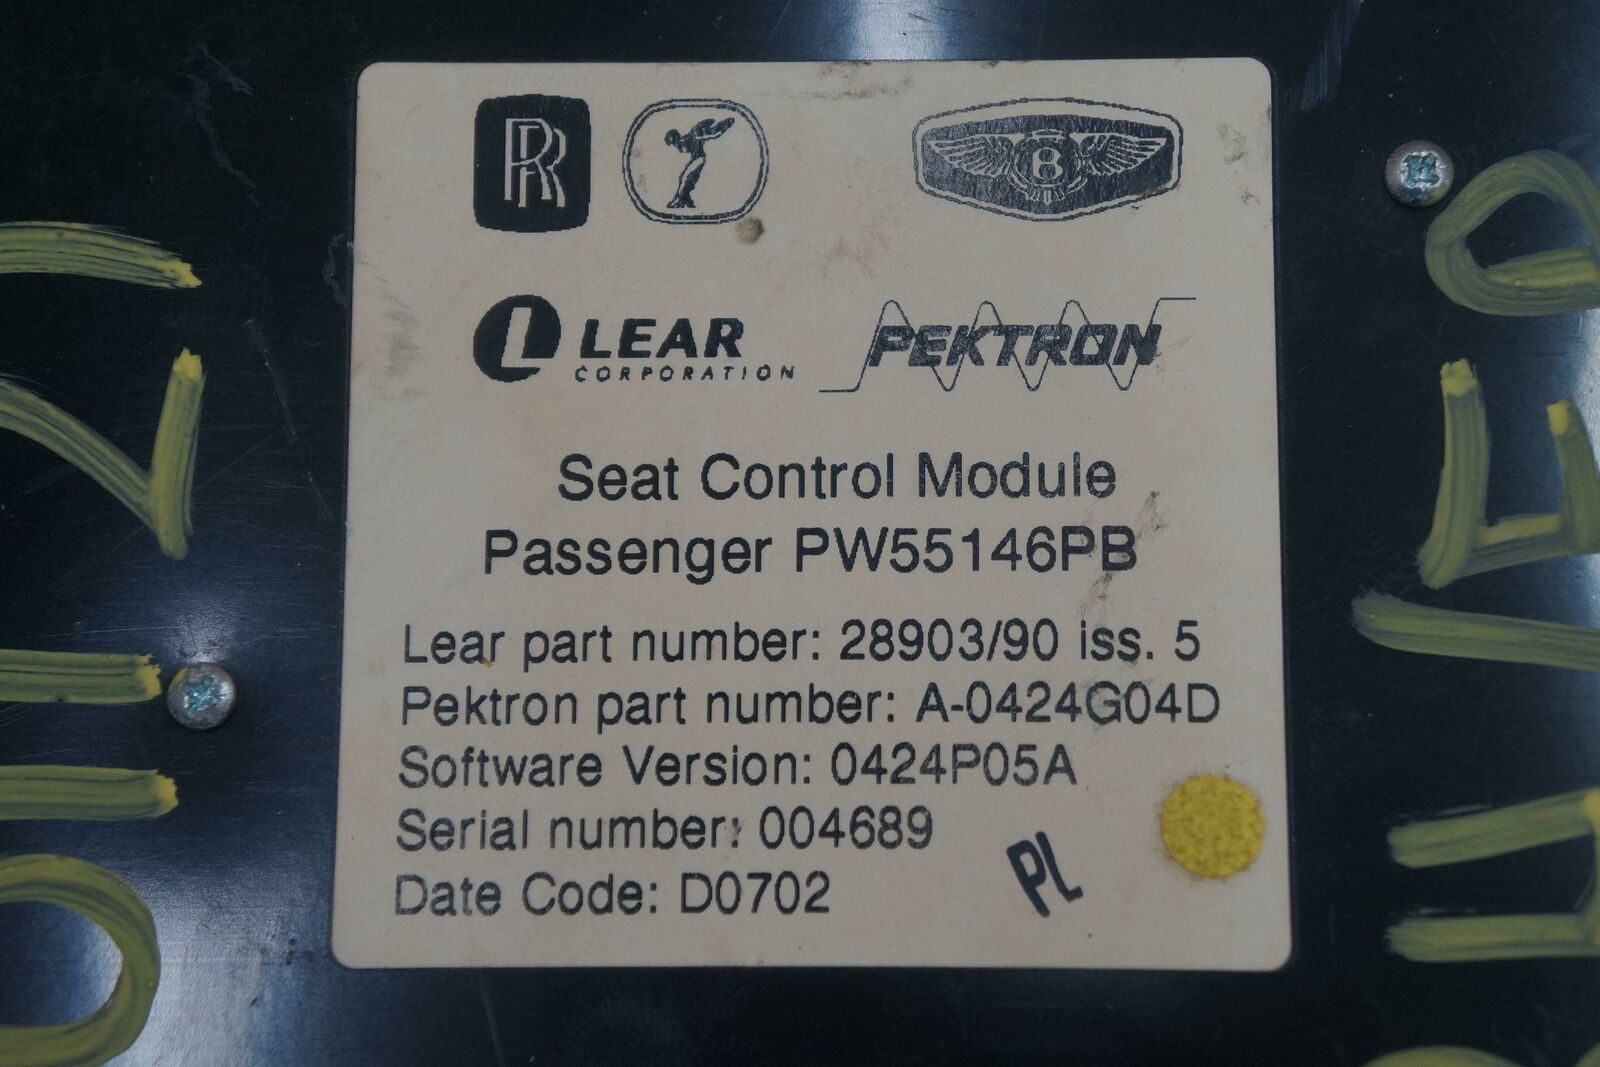 RR
B
L LEAR
CORPORATION
PEKTRON
Seat Control Module
Passenger PW55146PB
Lear part number: 28903/90 iss. 5
Pektron part number: A-0424G04D
Software Version: 0424P05A
Serial number: 004689
Date Code: D0702
PL